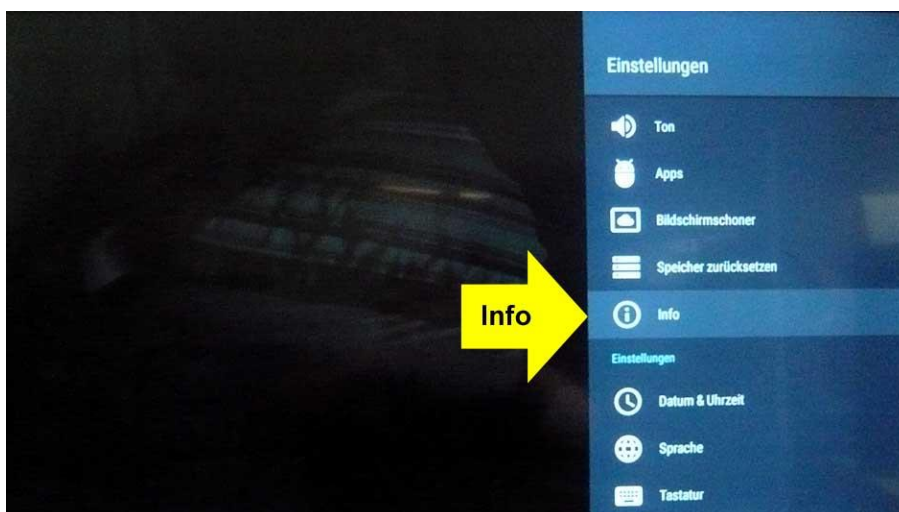 Einstellungen
Ton
Apps
Bildschirmschoner
Speicher zurücksetzen
Info
Info
Einstellungen
Datum & Uhrzeit
Sprache
Tastatur